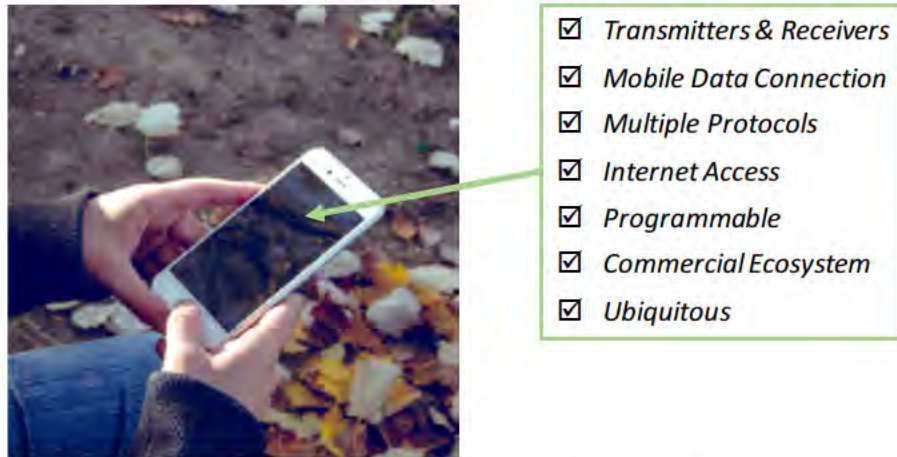 ☑ Transmitters & Receivers
☑ Mobile Data Connection
☑ Multiple Protocols
☑ Internet Access
☑ Programmable
☑ Commercial Ecosystem
☑ Ubiquitous